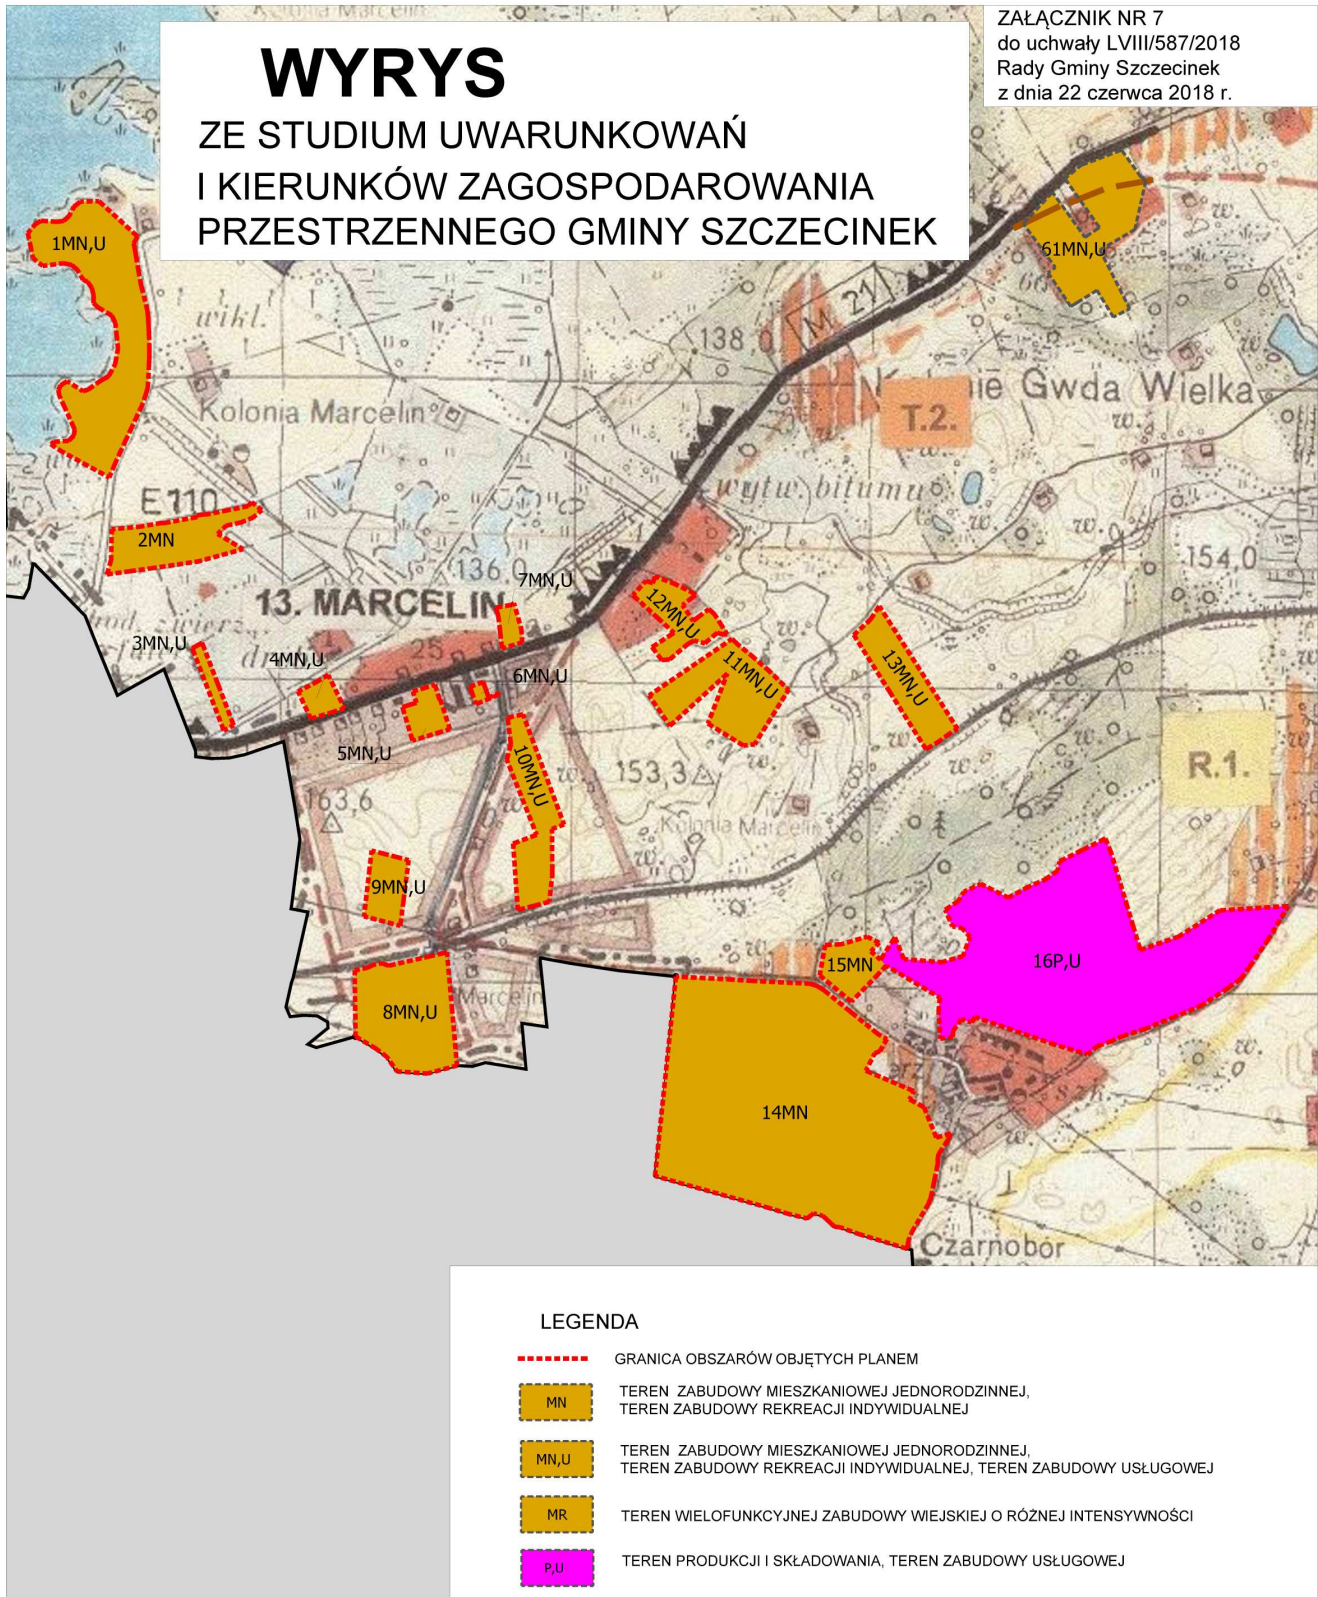 ZAŁĄCZNIK NR 7
do uchwały LVIII/587/2018
Rady Gminy Szczecinek
z dnia 22 czerwca 2018 r.
WYRYS
ZE STUDIUM UWARUNKOWAŃ
I KIERUNKÓW ZAGOSPODAROWANIA
PRZESTRZENNEGO GMINY SZCZECINEK
1MN,U
61MN,U
wikl.
M 21
138,0
Gwda Wielka
T.2.
w.
Kolonia Marcelin
wytw. bitumu
E 110
2MN
136,0
7MN,U
154,0
13. MARCELIN
12MN,U
3MN,U
4MN,U
25
6MN,U
11MN,U
13MN,U
5MN,U
10MN,U
153,3
R.1.
163,6
Kolonia Marcelin
9MN,U
15MN
16P,U
8MN,U
Marcelin
14MN
szk.
Czarnobór
LEGENDA
GRANICA OBSZARÓW OBJĘTYCH PLANEM
MN
TEREN ZABUDOWY MIESZKANIOWEJ JEDNORODZINNEJ,
TEREN ZABUDOWY REKREACJI INDYWIDUALNEJ
MN,U
TEREN ZABUDOWY MIESZKANIOWEJ JEDNORODZINNEJ,
TEREN ZABUDOWY REKREACJI INDYWIDUALNEJ, TEREN ZABUDOWY USŁUGOWEJ
MR
TEREN WIELOFUNKCYJNEJ ZABUDOWY WIEJSKIEJ O RÓŻNEJ INTENSYWNOŚCI
P,U
TEREN PRODUKCJI I SKŁADOWANIA, TEREN ZABUDOWY USŁUGOWEJ